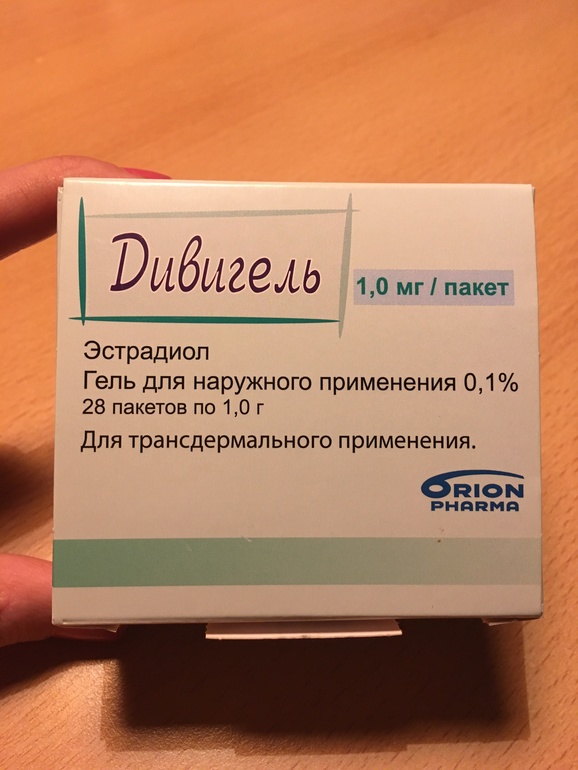 Дивигель
1,0 мг / пакет
Эстрадиол
Гель для наружного применения 0,1%
28 пакетов по 1,0 г
Для трансдермального применения.
ORION
PHARMA